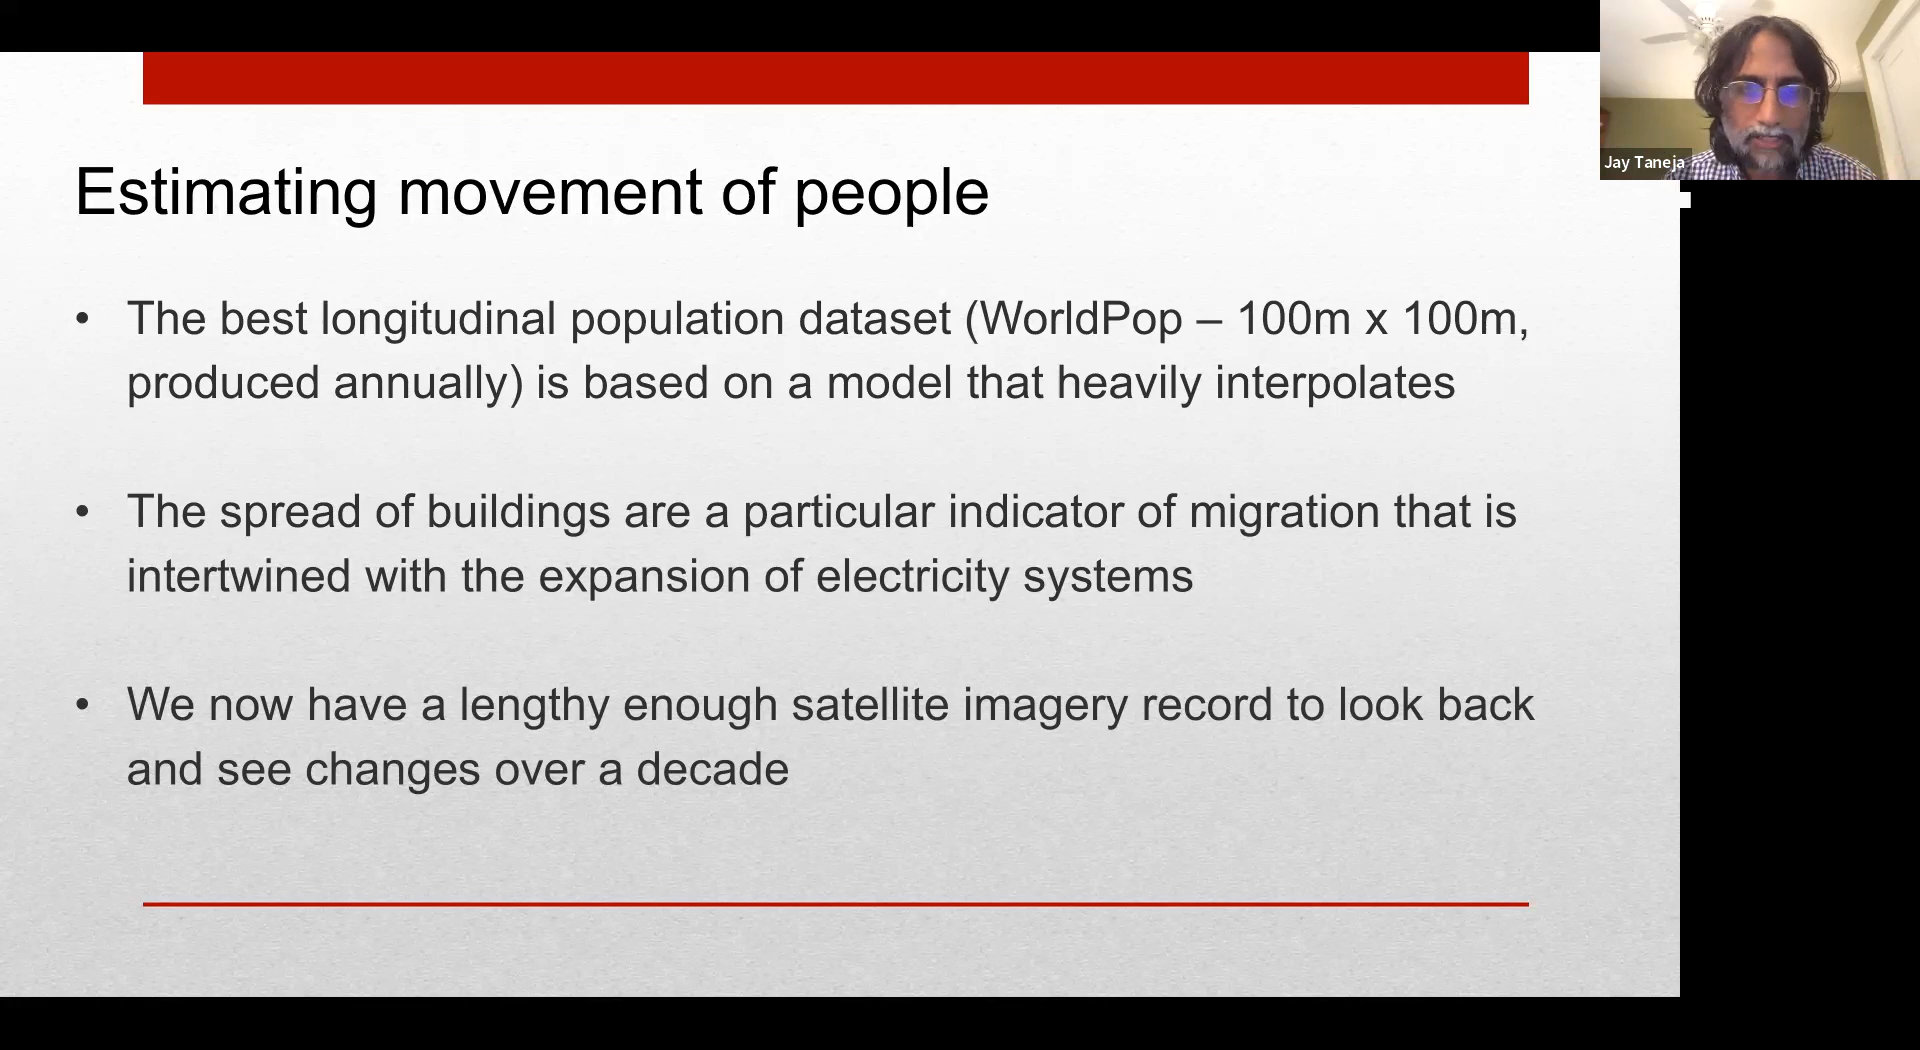 Estimating movement of people
• The best longitudinal population dataset (WorldPop – 100m x 100m,
produced annually) is based on a model that heavily interpolates
• The spread of buildings are a particular indicator of migration that is
intertwined with the expansion of electricity systems
• We now have a lengthy enough satellite imagery record to look back
and see changes over a decade
Jay Taneja